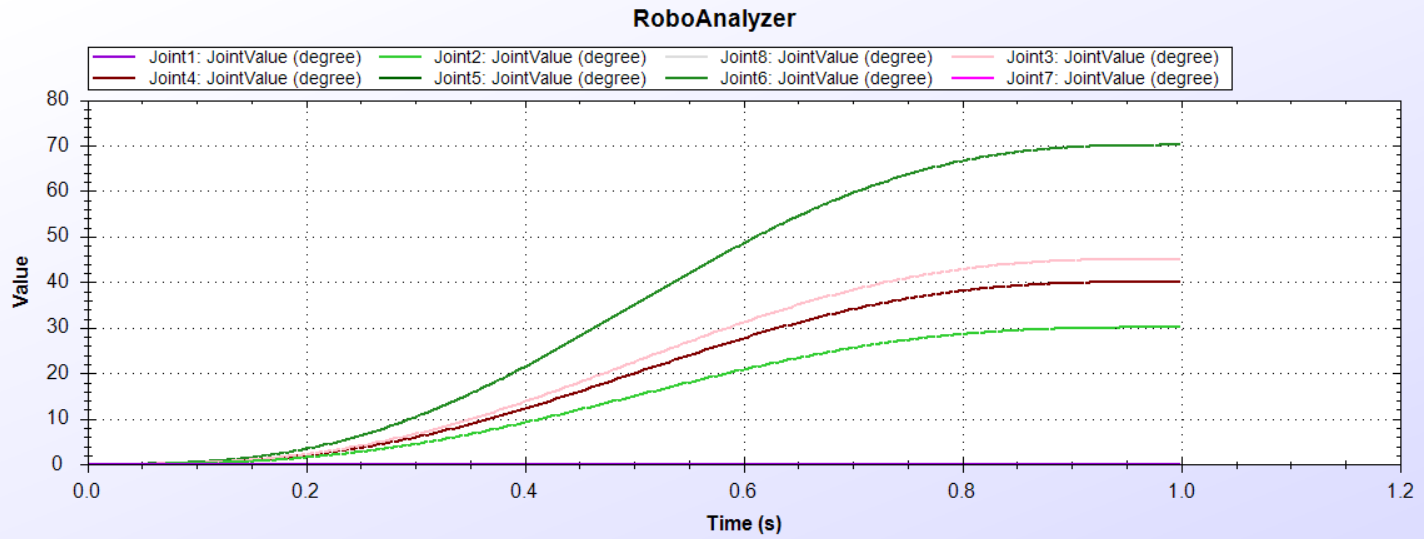 RoboAnalyzer
Joint1: JointValue (degree) Joint2: JointValue (degree) Joint8: JointValue (degree) Joint3: JointValue (degree)
Joint4: JointValue (degree) Joint5: JointValue (degree) Joint6: JointValue (degree) Joint7: JointValue (degree)
80
70
60
50
40
30
20
10
0
Value
0.0 0.2 0.4 0.6 0.8 1.0 1.2
Time (s)